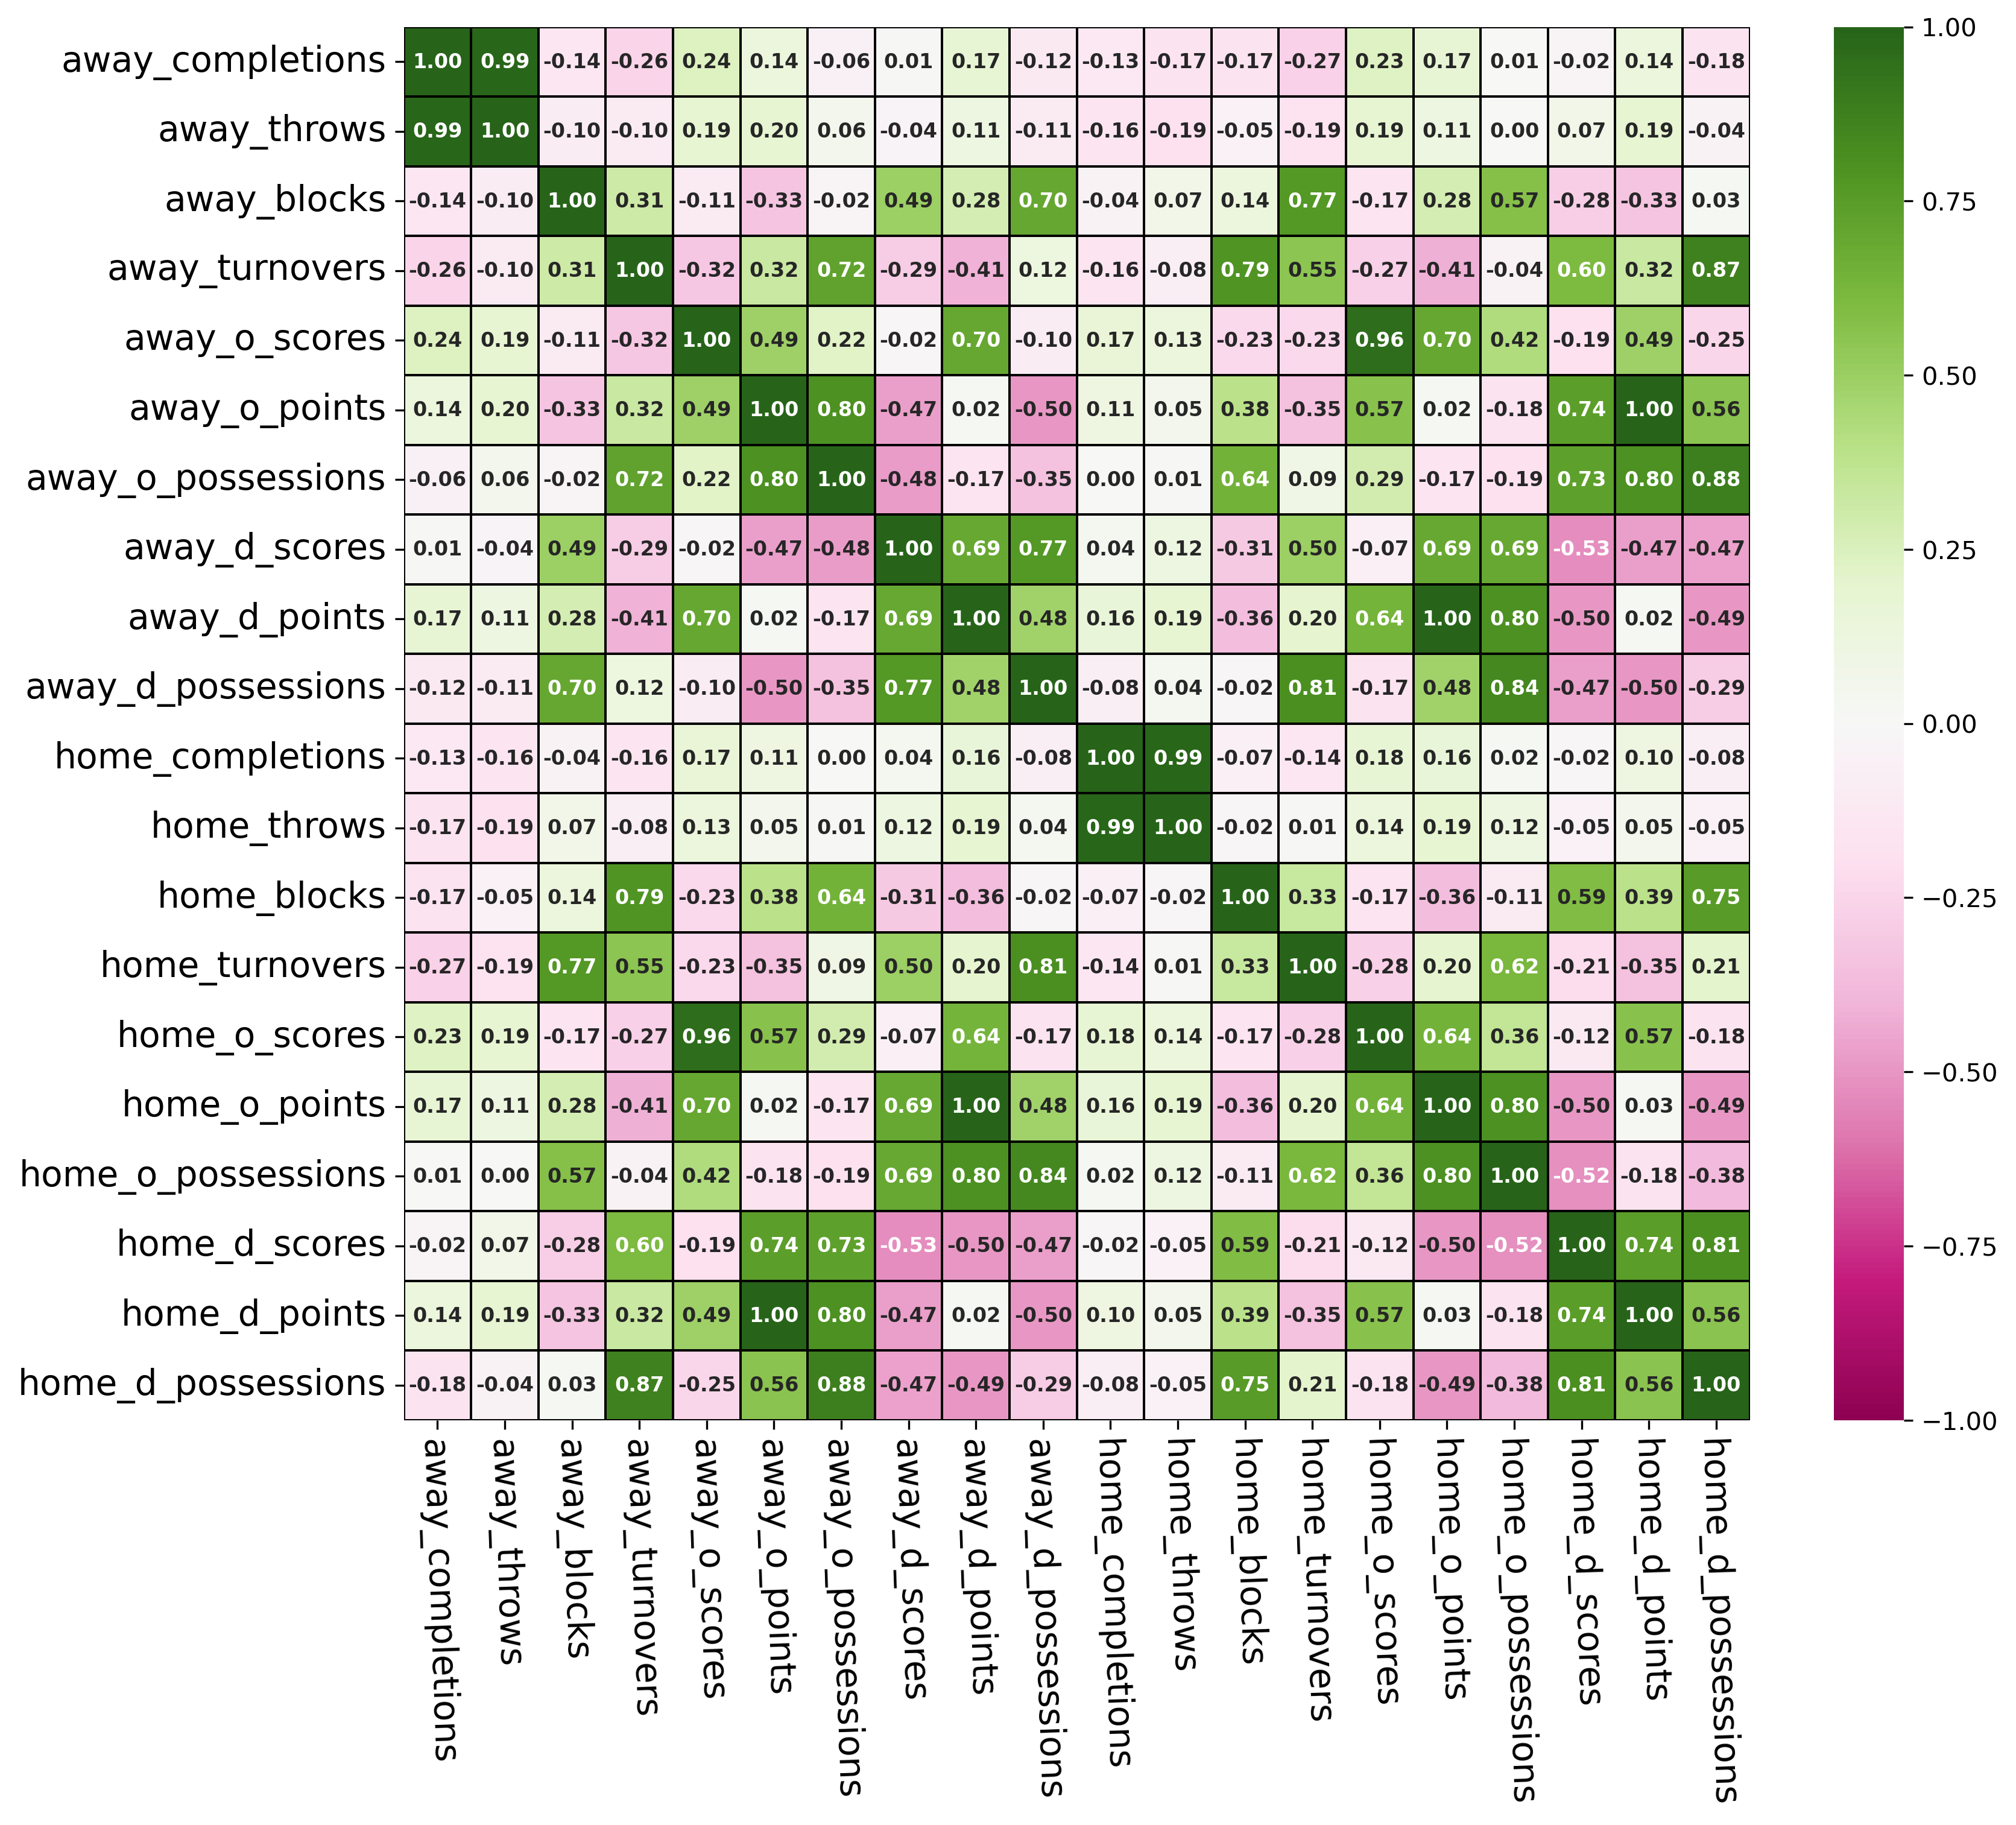 away_completions 1.00 0.99 -0.14 -0.26 0.24 0.14 -0.06 0.01 0.17 -0.12 -0.13 -0.17 -0.17 -0.27 0.23 0.17 0.01 -0.02 0.14 -0.18
away_throws 0.99 1.00 -0.10 -0.10 0.19 0.20 0.06 -0.04 0.11 -0.11 -0.16 -0.19 -0.05 -0.19 0.19 0.11 0.00 0.07 0.19 -0.04
away_blocks -0.14 -0.10 1.00 0.31 -0.11 -0.33 -0.02 0.49 0.28 0.70 -0.04 0.07 0.14 0.77 -0.17 0.28 0.57 -0.28 -0.33 0.03
away_turnovers -0.26 -0.10 0.31 1.00 -0.32 0.32 0.72 -0.29 -0.41 0.12 -0.16 -0.08 0.79 0.55 -0.27 -0.41 -0.04 0.60 0.32 0.87
away_o_scores 0.24 0.19 -0.11 -0.32 1.00 0.49 0.22 -0.02 0.70 -0.10 0.17 0.13 -0.23 -0.23 0.96 0.70 0.42 -0.19 0.49 -0.25
away_o_points 0.14 0.20 -0.33 0.32 0.49 1.00 0.80 -0.47 0.02 -0.50 0.11 0.05 0.38 -0.35 0.57 0.02 -0.18 0.74 1.00 0.56
away_o_possessions -0.06 0.06 -0.02 0.72 0.22 0.80 1.00 -0.48 -0.17 -0.35 0.00 0.01 0.64 0.09 0.29 -0.17 -0.19 0.73 0.80 0.88
away_d_scores 0.01 -0.04 0.49 -0.29 -0.02 -0.47 -0.48 1.00 0.69 0.77 0.04 0.12 -0.31 0.50 -0.07 0.69 0.69 -0.53 -0.47 -0.47
away_d_points 0.17 0.11 0.28 -0.41 0.70 0.02 -0.17 0.69 1.00 0.48 0.16 0.19 -0.36 0.20 0.64 1.00 0.80 -0.50 0.02 -0.49
away_d_possessions -0.12 -0.11 0.70 0.12 -0.10 -0.50 -0.35 0.77 0.48 1.00 -0.08 0.04 -0.02 0.81 -0.17 0.48 0.84 -0.47 -0.50 -0.29
home_completions -0.13 -0.16 -0.04 -0.16 0.17 0.11 0.00 0.04 0.16 -0.08 1.00 0.99 -0.07 -0.14 0.18 0.16 0.02 -0.02 0.10 -0.08
home_throws -0.17 -0.19 0.07 -0.08 0.13 0.05 0.01 0.12 0.19 0.04 0.99 1.00 -0.02 0.01 0.14 0.19 0.12 -0.05 0.05 -0.05
home_blocks -0.17 -0.05 0.14 0.79 -0.23 0.38 0.64 -0.31 -0.36 -0.02 -0.07 -0.02 1.00 0.33 -0.17 -0.36 -0.11 0.59 0.39 0.75
home_turnovers -0.27 -0.19 0.77 0.55 -0.23 -0.35 0.09 0.50 0.20 0.81 -0.14 0.01 0.33 1.00 -0.28 0.20 0.62 -0.21 -0.35 0.21
home_o_scores 0.23 0.19 -0.17 -0.27 0.96 0.57 0.29 -0.07 0.64 -0.17 0.18 0.14 -0.17 -0.28 1.00 0.64 0.36 -0.12 0.57 -0.18
home_o_points 0.17 0.11 0.28 -0.41 0.70 0.02 -0.17 0.69 1.00 0.48 0.16 0.19 -0.36 0.20 0.64 1.00 0.80 -0.50 0.03 -0.49
home_o_possessions 0.01 0.00 0.57 -0.04 0.42 -0.18 -0.19 0.69 0.80 0.84 0.02 0.12 -0.11 0.62 0.36 0.80 1.00 -0.52 -0.18 -0.38
home_d_scores -0.02 0.07 -0.28 0.60 -0.19 0.74 0.73 -0.53 -0.50 -0.47 -0.02 -0.05 0.59 -0.21 -0.12 -0.50 -0.52 1.00 0.74 0.81
home_d_points 0.14 0.19 -0.33 0.32 0.49 1.00 0.80 -0.47 0.02 -0.50 0.10 0.05 0.39 -0.35 0.57 0.03 -0.18 0.74 1.00 0.56
home_d_possessions -0.18 -0.04 0.03 0.87 -0.25 0.56 0.88 -0.47 -0.49 -0.29 -0.08 -0.05 0.75 0.21 -0.18 -0.49 -0.38 0.81 0.56 1.00
away_completions
away_throws
away_blocks
away_turnovers
away_o_scores
away_o_points
away_o_possessions
away_d_scores
away_d_points
away_d_possessions
home_completions
home_throws
home_blocks
home_turnovers
home_o_scores
home_o_points
home_o_possessions
home_d_scores
home_d_points
home_d_possessions
1.00
0.75
0.50
0.25
0.00
−0.25
−0.50
−0.75
−1.00